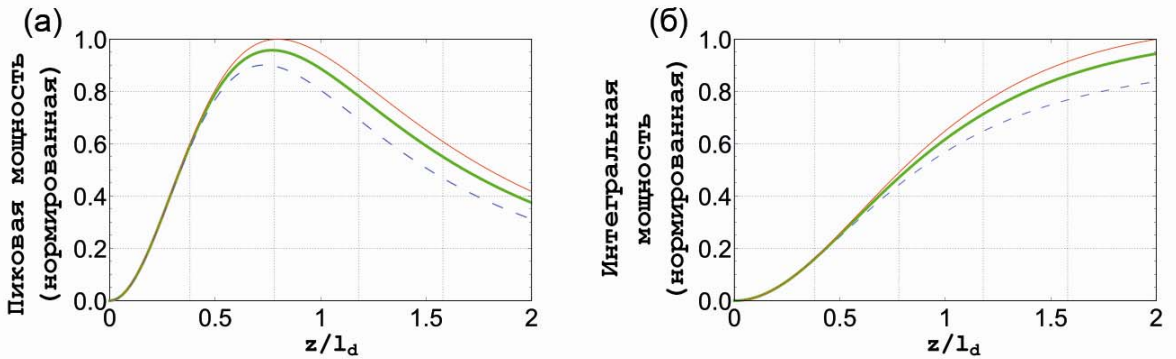 (а)
Пиковая мощность
(нормированная)
1.0
0.8
0.6
0.4
0.2
0.0
0
0.5
1
1.5
2
z/l_d
(б)
Интегральная
мощность
(нормированная)
1.0
0.8
0.6
0.4
0.2
0.0
0
0.5
1
1.5
2
z/l_d